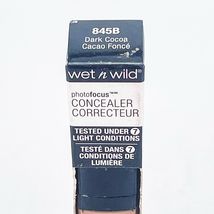 845B
Dark Cocoa
Cacao Foncé
wet n wild®
photofocus™
CONCEALER
CORRECTEUR
TESTED UNDER 7
LIGHT CONDITIONS
TESTÉ DANS 7
CONDITIONS DE
LUMIÈRE